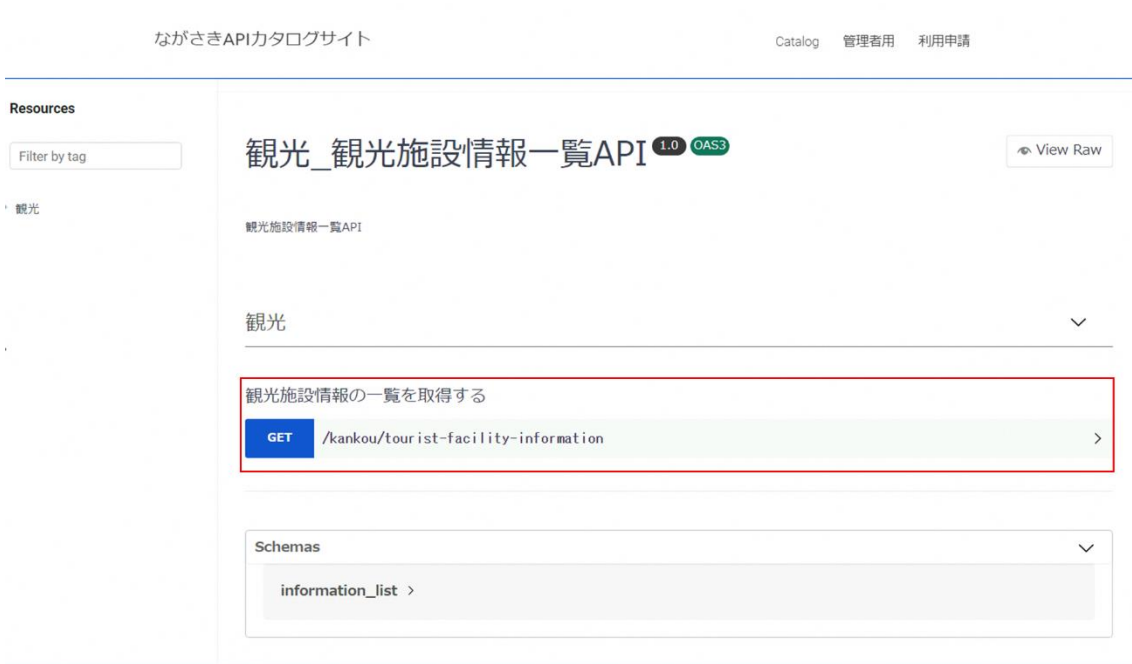 ながさきAPIカタログサイト
Catalog 管理者用 利用申請
Resources
Filter by tag
観光
観光_観光施設情報一覧API 1.0 OAS3
View Raw
観光施設情報一覧API
観光
観光施設情報の一覧を取得する
GET /kankou/tourist-facility-information
Schemas
information_list